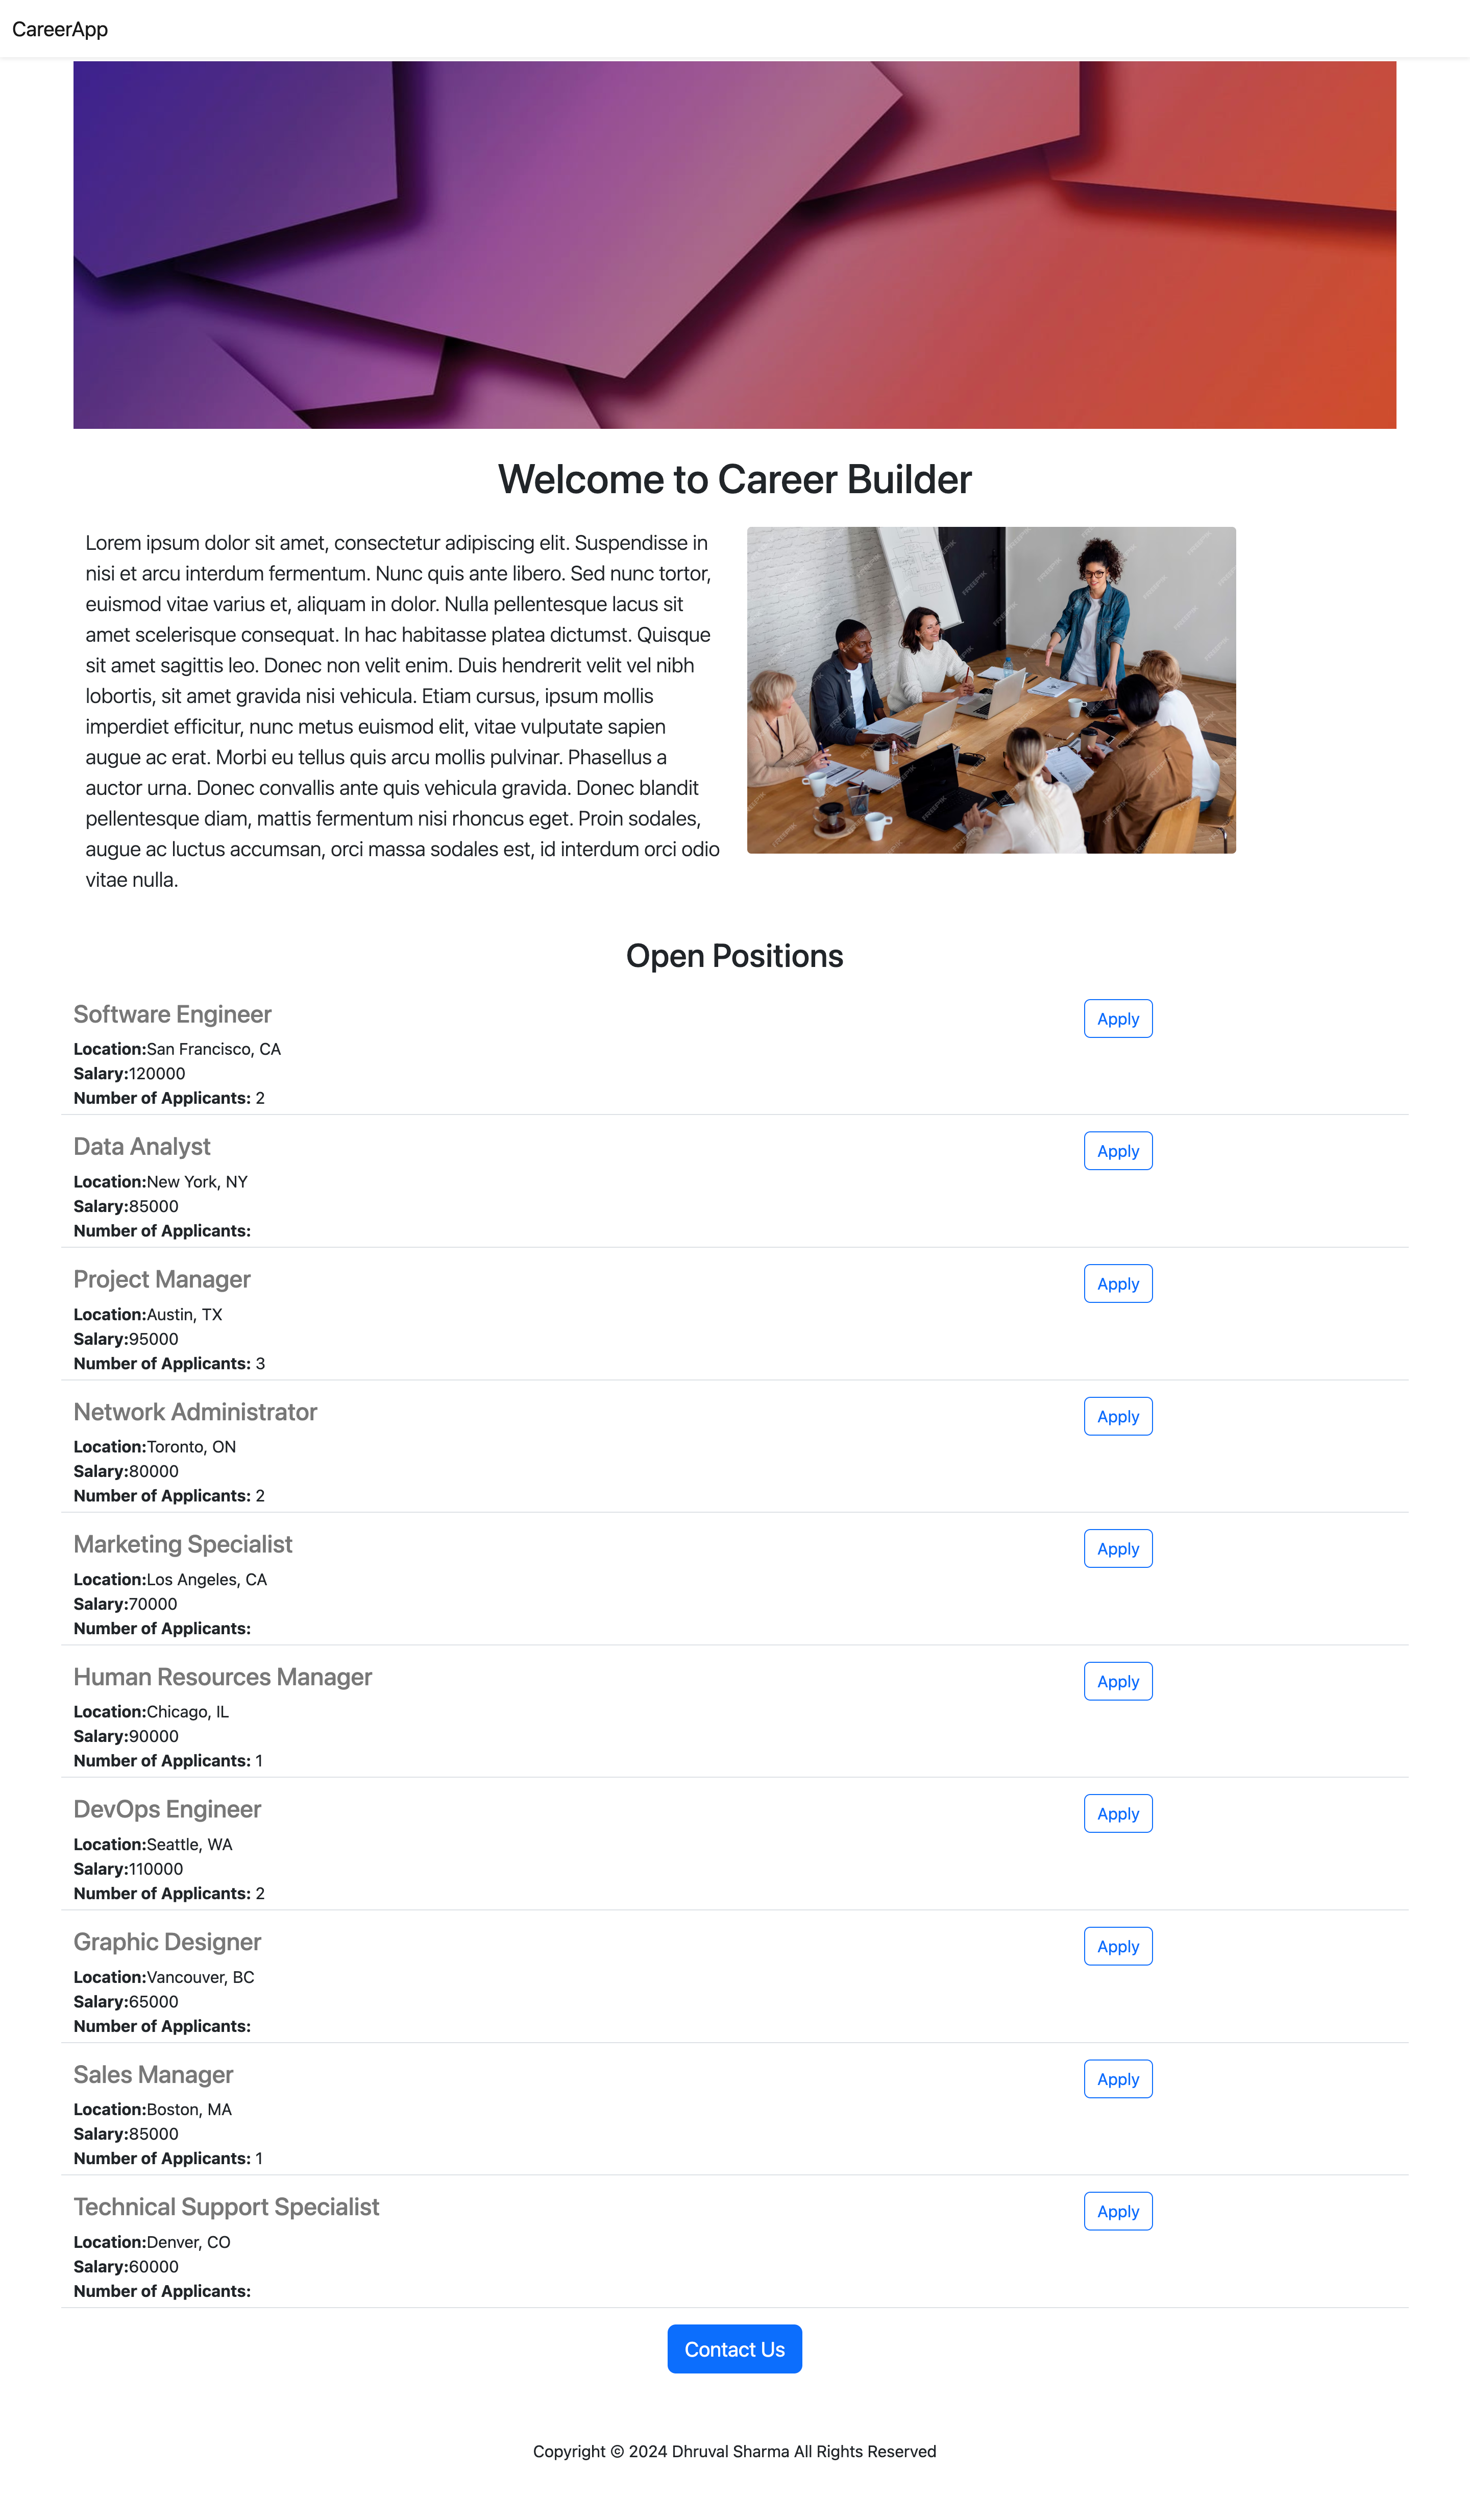 CareerApp
Welcome to Career Builder
Lorem ipsum dolor sit amet, consectetur adipiscing elit. Suspendisse in
nisi et arcu interdum fermentum. Nunc quis ante libero. Sed nunc tortor,
euismod vitae varius et, aliquam in dolor. Nulla pellentesque lacus sit
amet scelerisque consequat. In hac habitasse platea dictumst. Quisque
sit amet sagittis leo. Donec non velit enim. Duis hendrerit velit vel nibh
lobortis, sit amet gravida nisi vehicula. Etiam cursus, ipsum mollis
imperdiet efficitur, nunc metus euismod elit, vitae vulputate sapien
augue ac erat. Morbi eu tellus quis arcu mollis pulvinar. Phasellus a
auctor urna. Donec convallis ante quis vehicula gravida. Donec blandit
pellentesque diam, mattis fermentum nisi rhoncus eget. Proin sodales,
augue ac luctus accumsan, orci massa sodales est, id interdum orci odio
vitae nulla.
Open Positions
Software Engineer
Apply
Location:San Francisco, CA
Salary:120000
Number of Applicants: 2
Data Analyst
Apply
Location:New York, NY
Salary:85000
Number of Applicants:
Project Manager
Apply
Location:Austin, TX
Salary:95000
Number of Applicants: 3
Network Administrator
Apply
Location:Toronto, ON
Salary:80000
Number of Applicants: 2
Marketing Specialist
Apply
Location:Los Angeles, CA
Salary:70000
Number of Applicants:
Human Resources Manager
Apply
Location:Chicago, IL
Salary:90000
Number of Applicants: 1
DevOps Engineer
Apply
Location:Seattle, WA
Salary:110000
Number of Applicants: 2
Graphic Designer
Apply
Location:Vancouver, BC
Salary:65000
Number of Applicants:
Sales Manager
Apply
Location:Boston, MA
Salary:85000
Number of Applicants: 1
Technical Support Specialist
Apply
Location:Denver, CO
Salary:60000
Number of Applicants:
Contact Us
Copyright © 2024 Dhruval Sharma All Rights Reserved